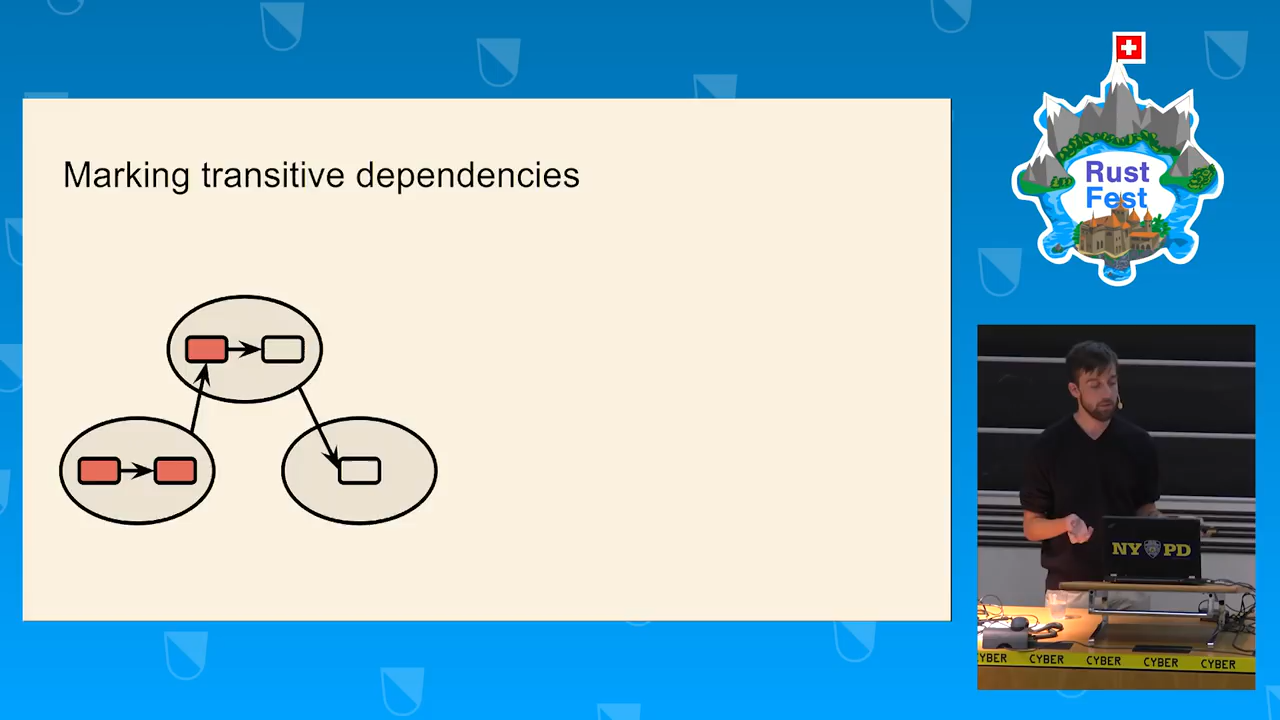 Marking transitive dependencies
Rust
Fest
NY PD
CYBER CYBER CYBER CYBER CYBER